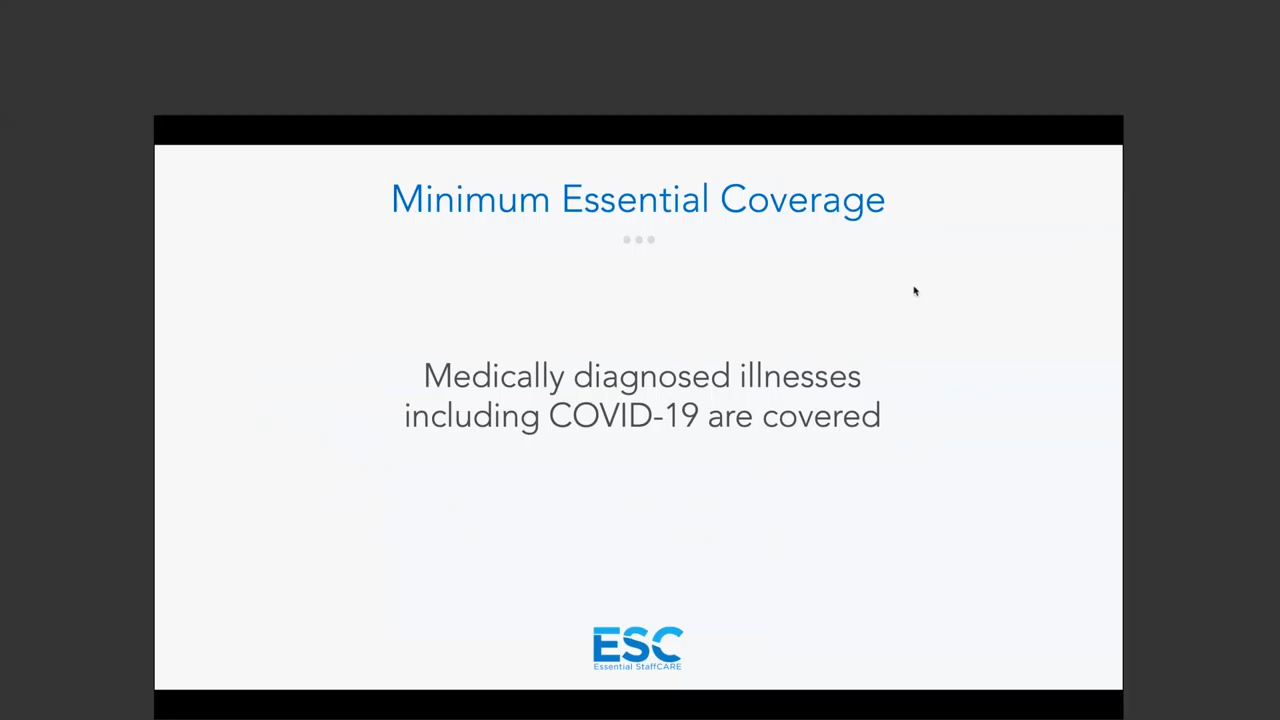 Minimum Essential Coverage
Medically diagnosed illnesses
including COVID-19 are covered
ESC
Essential StaffCARE